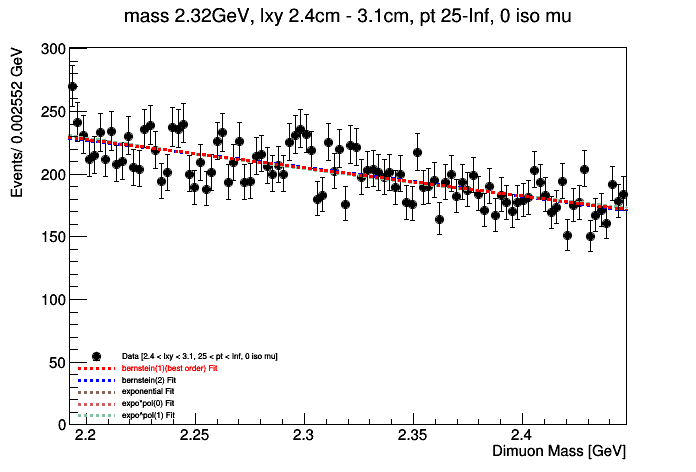 mass 2.32GeV, lxy 2.4cm - 3.1cm, pt 25-Inf, 0 iso mu
Events/ 0.002552 GeV
300
250
200
150
100
50
0
Data [2.4 < lxy < 3.1, 25 < pt < Inf, 0 iso mu]
bernstein(1)(best order) Fit
bernstein(2) Fit
exponential Fit
expo*pol(0) Fit
expo*pol(1) Fit
2.2 2.25 2.3 2.35 2.4
Dimuon Mass [GeV]